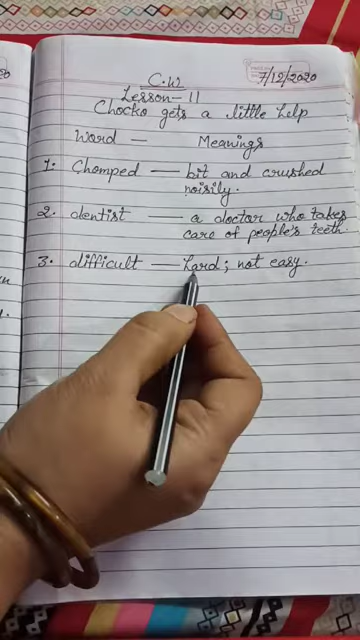 C.W
7/12/2020
Lesson-11
Chocko gets a little help
Word — Meanings
1. Chomped — bit and crushed
noisily.
2. dentist — a doctor who takes
care of people's teeth.
3. difficult — hard; not easy.